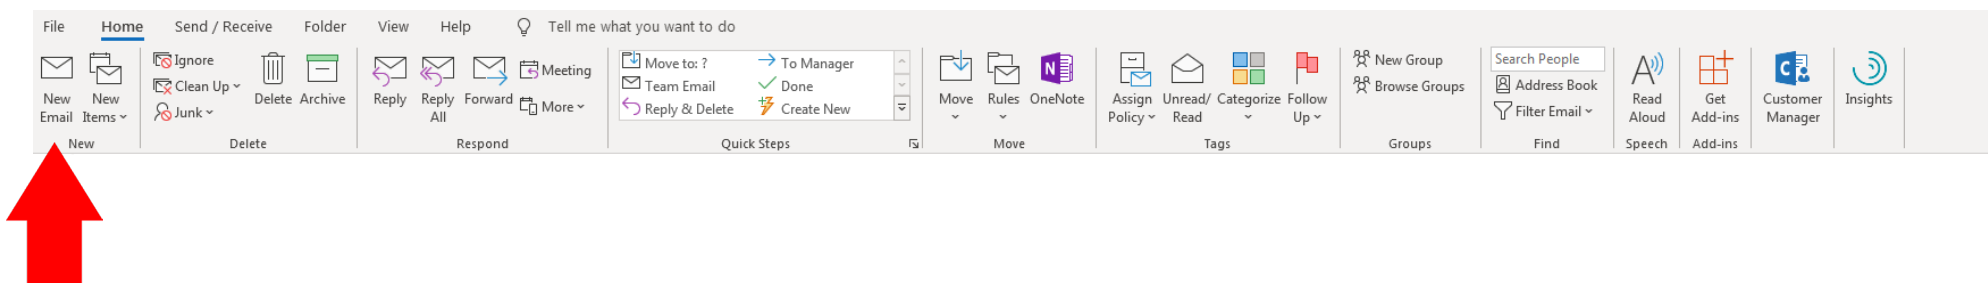 File Home Send / Receive Folder View Help Tell me what you want to do
New Email
New Items
New
Ignore
Clean Up
Junk
Delete
Archive
Delete
Reply
Reply All
Forward
Meeting
More
Respond
Move to: ?
Team Email
Reply & Delete
To Manager
Done
Create New
Quick Steps
Move
Rules
OneNote
Move
Assign Policy
Unread/ Read
Categorize
Follow Up
Tags
New Group
Browse Groups
Groups
Search People
Address Book
Filter Email
Find
Read Aloud
Speech
Get Add-ins
Add-ins
Customer Manager
Insights